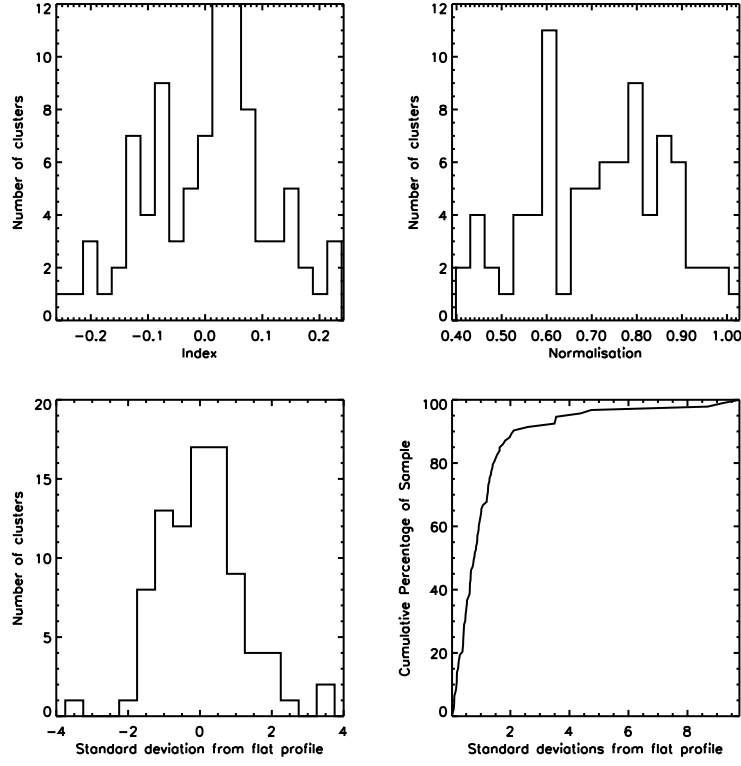 12
10
8
6
4
2
0
Number of clusters
−0.2 −0.1 0.0 0.1 0.2
Index
12
10
8
6
4
2
0
Number of clusters
0.40 0.50 0.60 0.70 0.80 0.90 1.00
Normalisation
20
15
10
5
0
Number of clusters
−4 −2 0 2 4
Standard deviation from flat profile
100
80
60
40
20
0
Cumulative Percentage of Sample
2 4 6 8
Standard deviations from flat profile